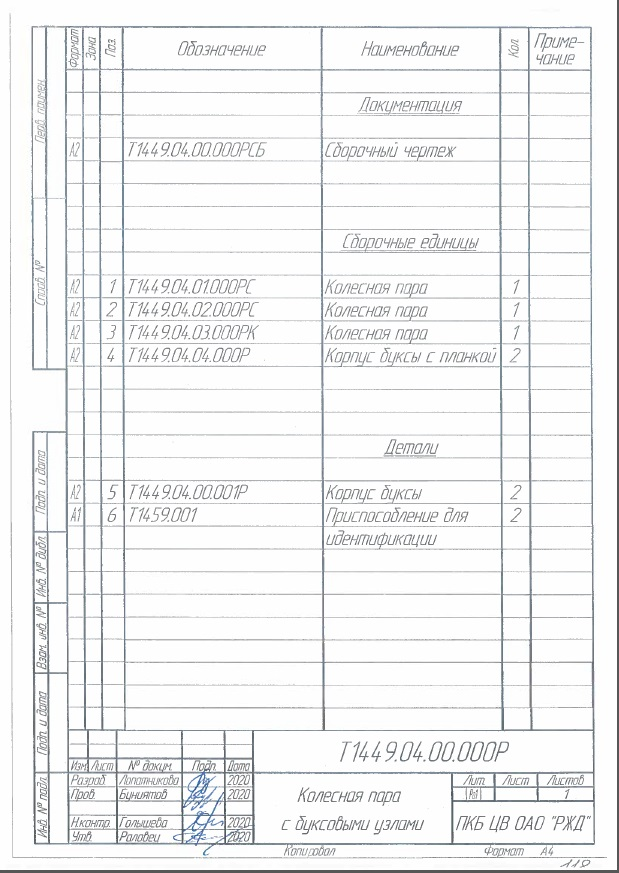 Формат Зона Поз. Обозначение Наименование Кол. Приме-
чание
Документация
А2 Т1449.04.00.000РСБ Сборочный чертеж
Сборочные единицы
А2 1 Т1449.04.01.000РС Колесная пара 1
А2 2 Т1449.04.02.000РС Колесная пара 1
А2 3 Т1449.04.03.000РК Колесная пара 1
А2 4 Т1449.04.04.000Р Корпус буксы с планкой 2
Детали
А2 5 Т1449.04.00.001Р Корпус буксы 2
А1 6 Т1459.001 Приспособление для 2
идентификации
Перв. примен.
Справ. №
Подп. и дата
Инв. № дубл.
Взам. инв. №
Подп. и дата
Инв. № подл.
Т1449.04.00.000Р
Изм. Лист № докум. Подп. Дата
Разраб. Лопатникова 2020
Пров. Буниятов 2020
Н.контр. Голышева 2020
Утв. 2020
Колесная пара
с буксовыми узлами
Лит. Лист Листов
1
ПКБ ЦВ ОАО "РЖД"
Копировал Формат А4